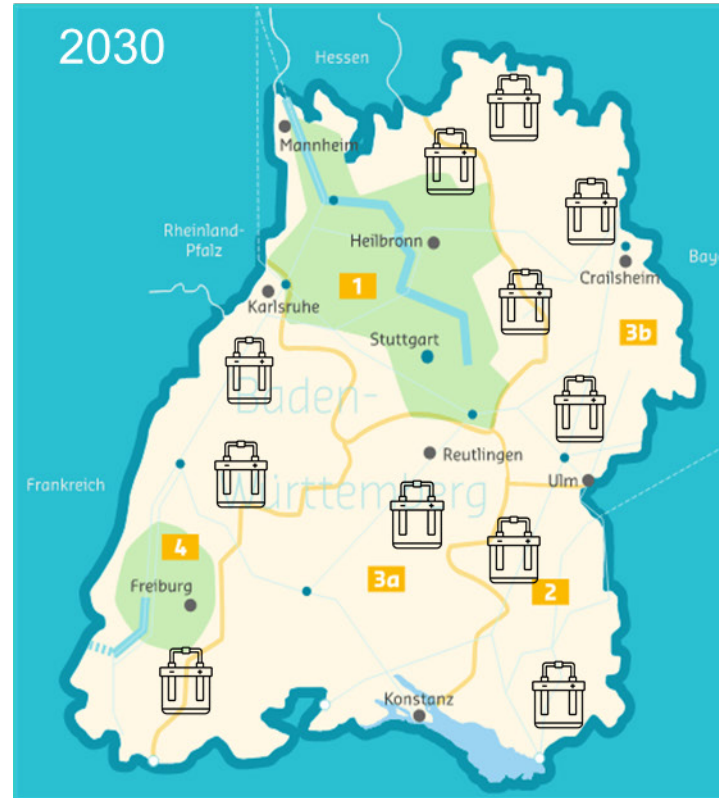 2030
Hessen
Mannheim
Rheinland-
Pfalz
Heilbronn
Baye
Crailsheim
1
Karlsruhe
Stuttgart
3b
Baden-
Württemberg
Reutlingen
Ulm
Frankreich
4
3a
2
Freiburg
Konstanz